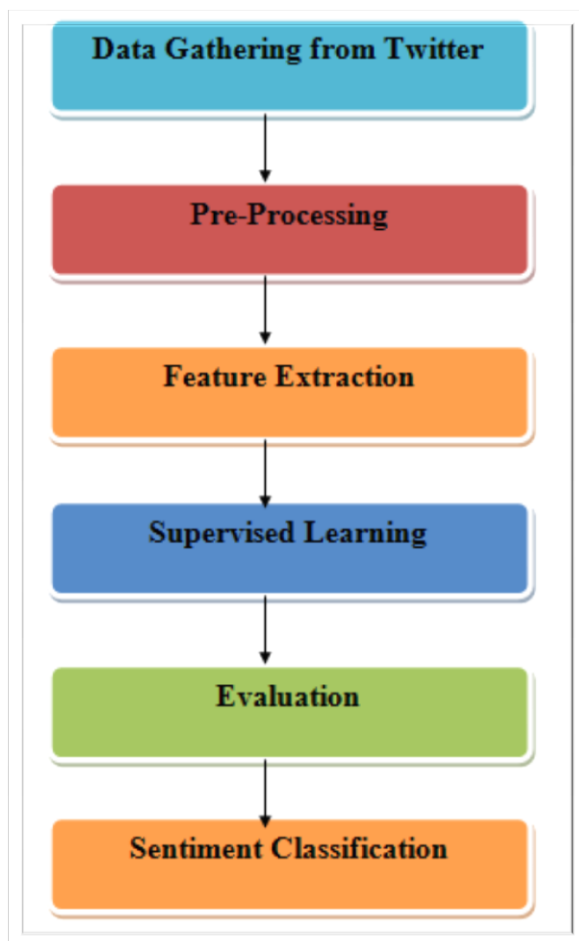 Data Gathering from Twitter
Pre-Processing
Feature Extraction
Supervised Learning
Evaluation
Sentiment Classification